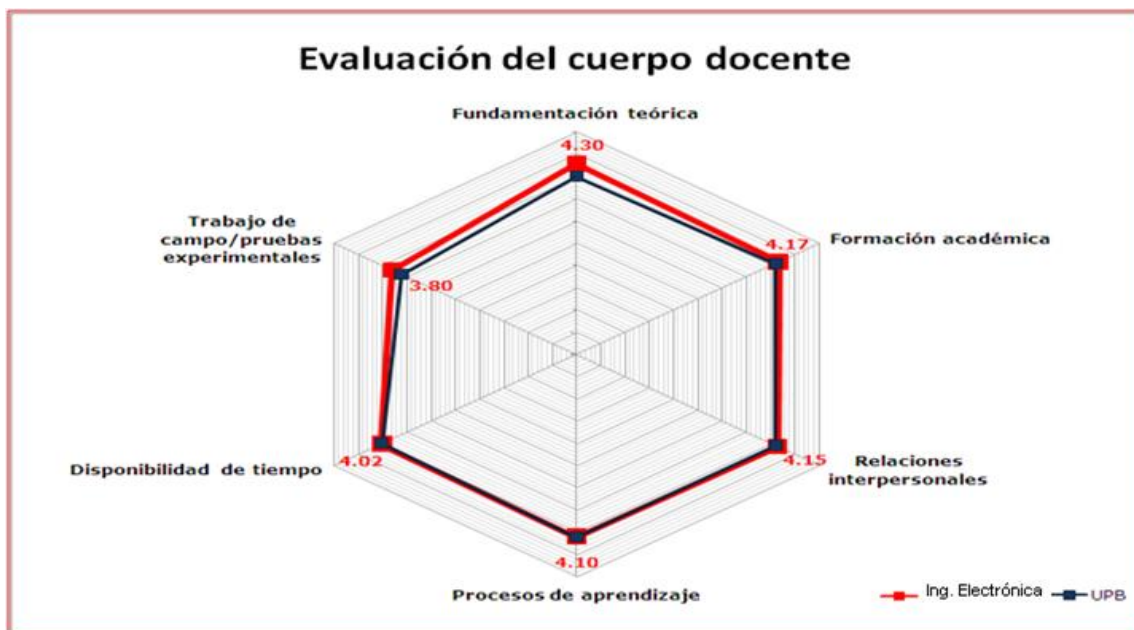 Evaluación del cuerpo docente
Fundamentación teórica
4.30
Trabajo de
campo/pruebas
experimentales
3.80
4.17
Formación académica
Disponibilidad de tiempo
4.02
4.15
Relaciones
interpersonales
4.10
Procesos de aprendizaje
Ing. Electrónica
UPB